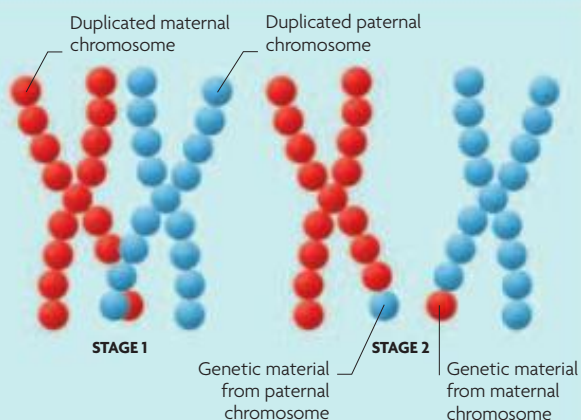 Duplicated maternal
chromosome
Duplicated paternal
chromosome
STAGE 1
STAGE 2
Genetic material
from paternal
chromosome
Genetic material
from maternal
chromosome